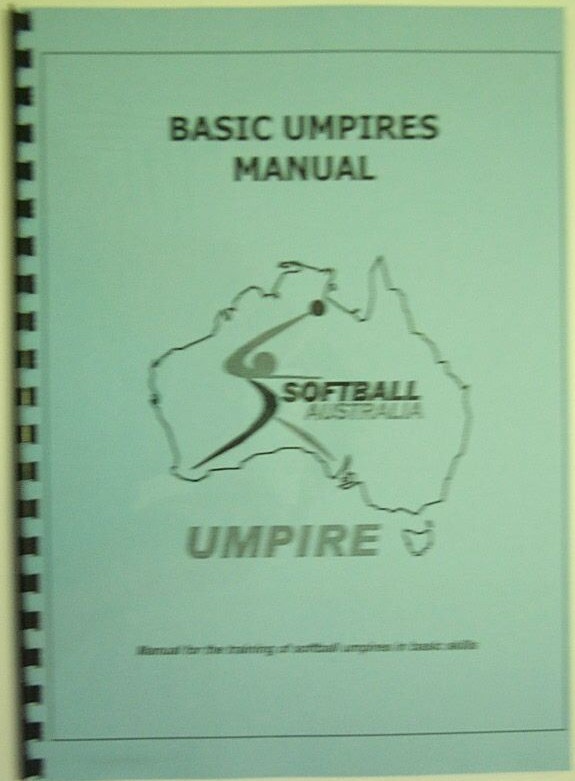 BASIC UMPIRES
MANUAL
SOFTBALL
AUSTRALIA
UMPIRE
Manual for the training of softball umpires in basic skills